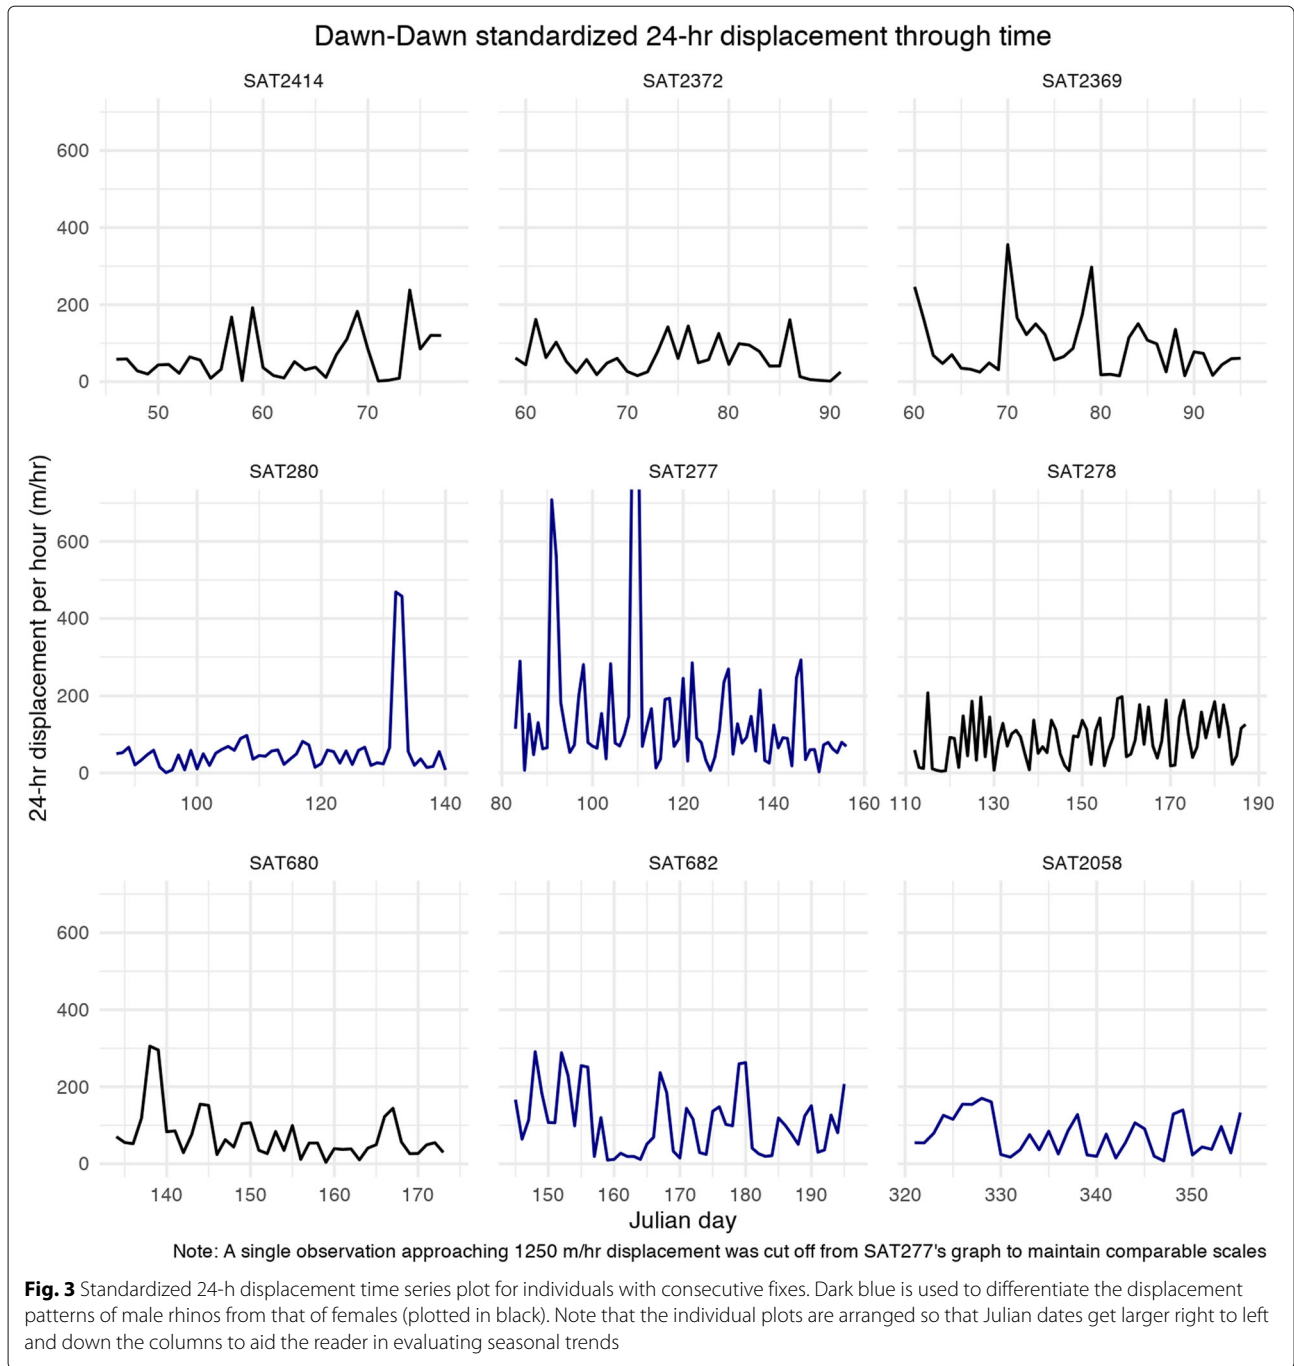 Dawn-Dawn standardized 24-hr displacement through time
SAT2414 SAT2372 SAT2369
600
400
200
0
50 60 70 60 70 80 90 60 70 80 90
24-hr displacement per hour (m/hr)
SAT280 SAT277 SAT278
600
400
200
0
100 120 140 80 100 120 140 160 110 130 150 170 190
SAT680 SAT682 SAT2058
600
400
200
0
140 150 160 170 150 160 170 180 190 320 330 340 350
Julian day
Note: A single observation approaching 1250 m/hr displacement was cut off from SAT277's graph to maintain comparable scales
Fig. 3 Standardized 24-h displacement time series plot for individuals with consecutive fixes. Dark blue is used to differentiate the displacement
patterns of male rhinos from that of females (plotted in black). Note that the individual plots are arranged so that Julian dates get larger right to left
and down the columns to aid the reader in evaluating seasonal trends